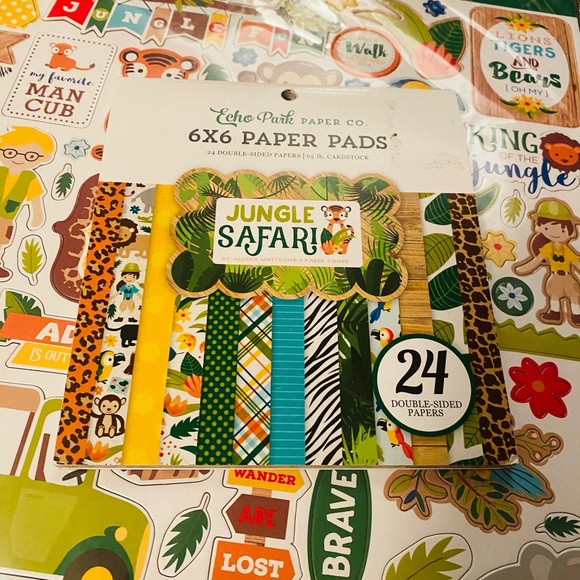 JUNGLE FUN
my favorite
MAN
CUB
Walk
LIONS
TIGERS
AND
Bears
[OH MY]
KING
OF THE
jungle
Echo Park PAPER CO.
6X6 PAPER PADS
24 DOUBLE-SIDED PAPERS | 65 lb. CARDSTOCK
JUNGLE
SAFARI
24
DOUBLE-SIDED
PAPERS
IS OUT
WANDER
ARE
LOST
BRAVE